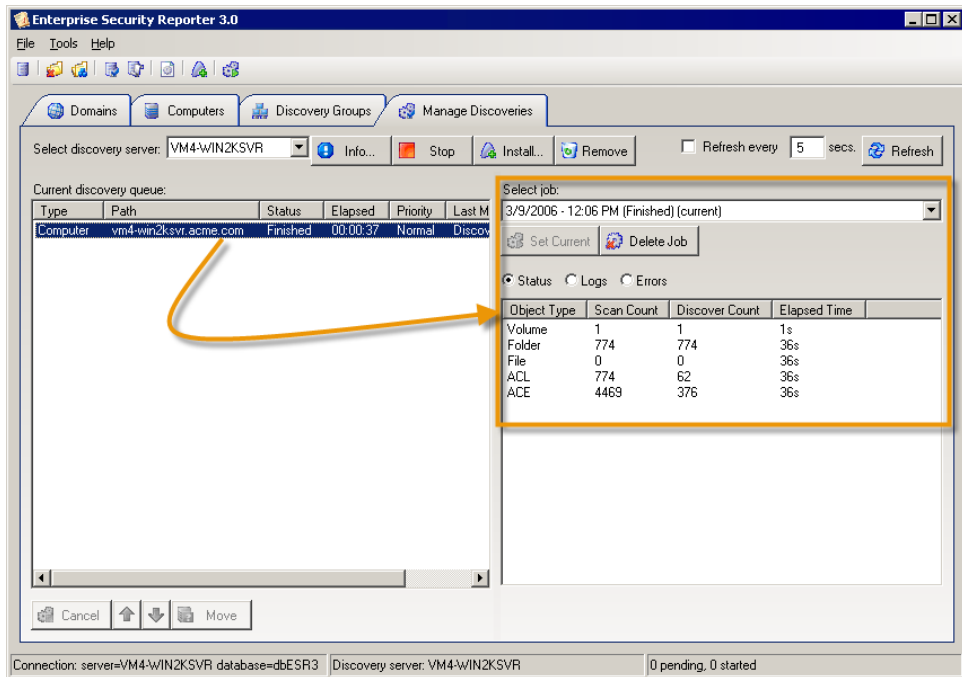 Enterprise Security Reporter 3.0
File Tools Help
Domains Computers Discovery Groups Manage Discoveries
Select discovery server: VM4-WIN2KSVR Info... Stop Install... Remove Refresh every 5 secs. Refresh
Current discovery queue:
Type Path Status Elapsed Priority Last M
Computer vm4-win2ksvr.acme.com Finished 00:00:37 Normal Discov
Select job:
3/9/2006 - 12:06 PM (Finished) (current)
Set Current Delete Job
Status Logs Errors
Object Type Scan Count Discover Count Elapsed Time
Volume 1 1 1s
Folder 774 774 36s
File 0 0 36s
ACL 774 62 36s
ACE 4469 376 36s
Cancel Move
Connection: server=VM4-WIN2KSVR database=dbESR3 Discovery server: VM4-WIN2KSVR 0 pending, 0 started